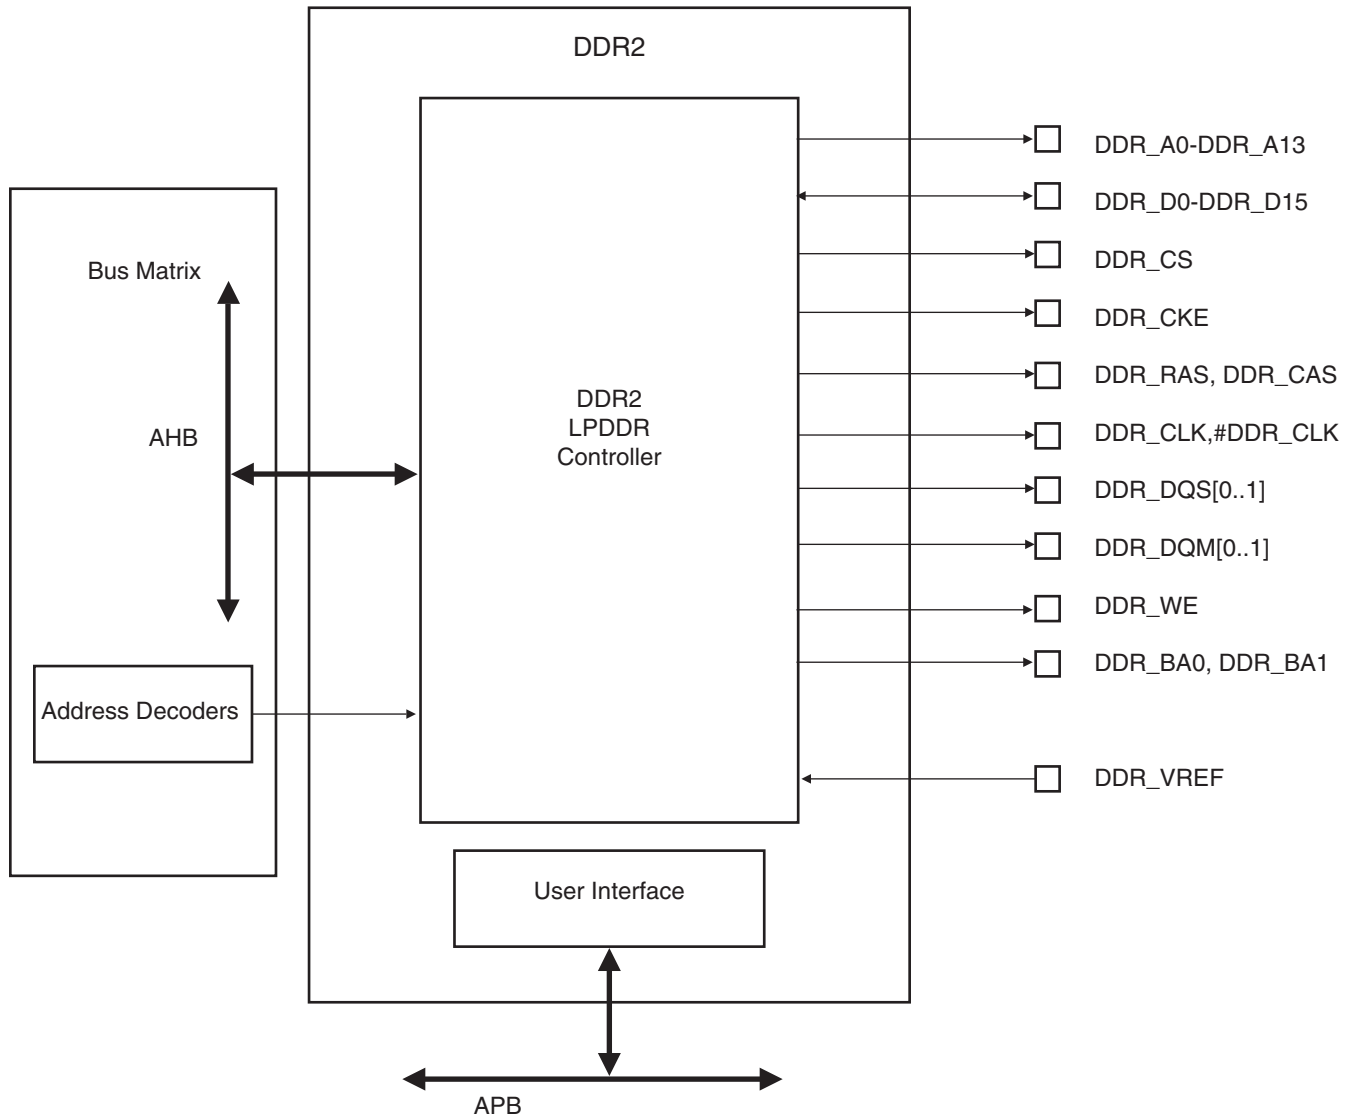 DDR2
DDR_A0-DDR_A13
DDR_D0-DDR_D15
DDR_CS
DDR_CKE
DDR_RAS, DDR_CAS
DDR_CLK,#DDR_CLK
DDR_DQS[0..1]
DDR_DQM[0..1]
DDR_WE
DDR_BA0, DDR_BA1
DDR_VREF
Bus Matrix
AHB
Address Decoders
DDR2
LPDDR
Controller
User Interface
APB